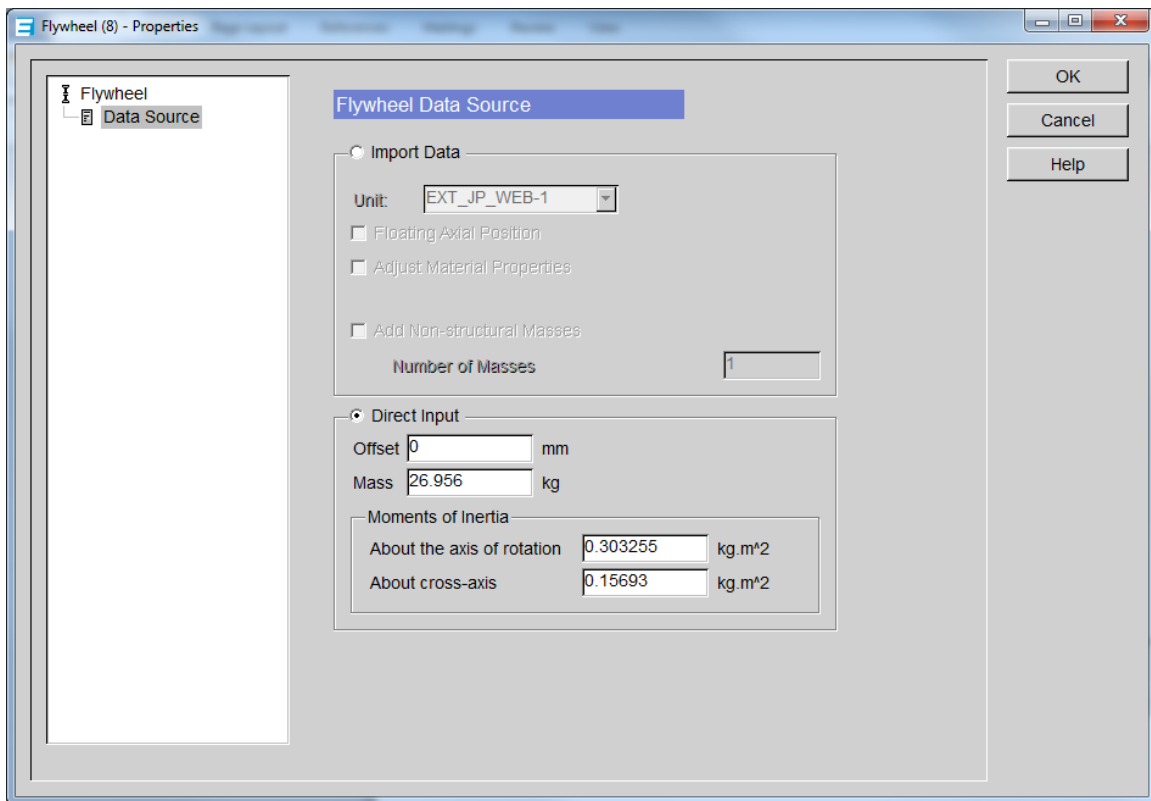 Flywheel (8) - Properties
Flywheel
Data Source
Flywheel Data Source
Import Data
Unit: EXT_JP_WEB-1
Floating Axial Position
Adjust Material Properties
Add Non-structural Masses
Number of Masses 1
Direct Input
Offset 0 mm
Mass 26.956 kg
Moments of Inertia
About the axis of rotation 0.303255 kg.m^2
About cross-axis 0.15693 kg.m^2
OK
Cancel
Help